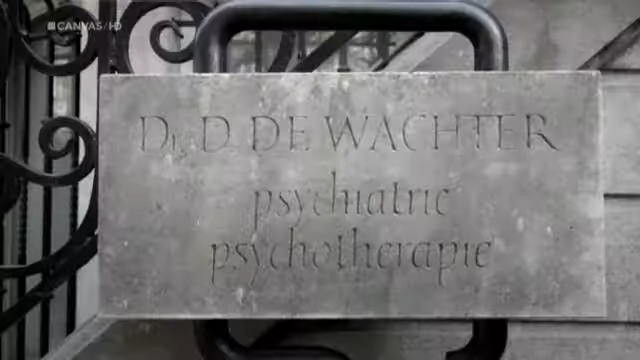 CANVAS/HD
Dr. D. DE WACHTER
psychiatrie
psychotherapie